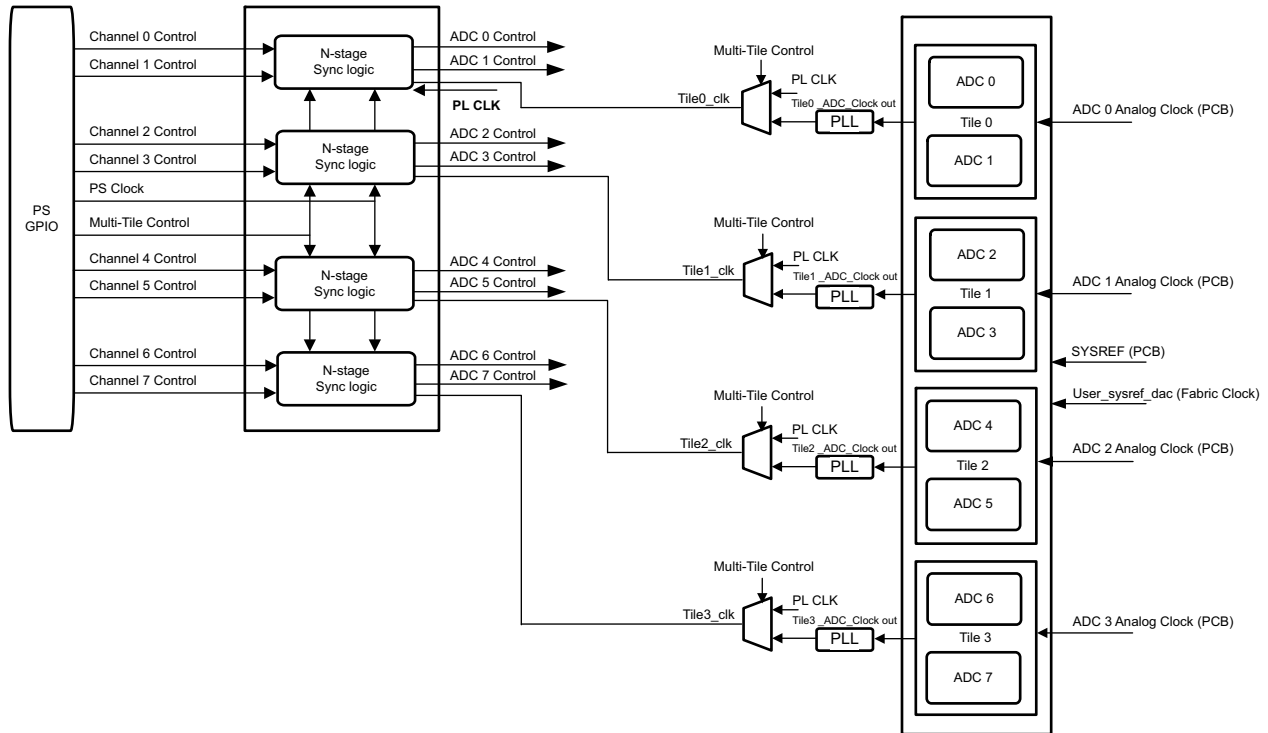 PS
GPIO
Channel 0 Control
Channel 1 Control
Channel 2 Control
Channel 3 Control
PS Clock
Multi-Tile Control
Channel 4 Control
Channel 5 Control
Channel 6 Control
Channel 7 Control
N-stage
Sync logic
N-stage
Sync logic
N-stage
Sync logic
N-stage
Sync logic
ADC 0 Control
ADC 1 Control
PL CLK
ADC 2 Control
ADC 3 Control
ADC 4 Control
ADC 5 Control
ADC 6 Control
ADC 7 Control
Multi-Tile Control
PL CLK
Tile0_clk
Tile0_ADC_Clock out
PLL
Multi-Tile Control
PL CLK
Tile1_clk
Tile1 _ADC_Clock out
PLL
Multi-Tile Control
PL CLK
Tile2_clk
Tile2 _ADC_Clock out
PLL
Multi-Tile Control
PL CLK
Tile3_clk
Tile3 _ADC_Clock out
PLL
ADC 0
Tile 0
ADC 1
ADC 2
Tile 1
ADC 3
ADC 4
Tile 2
ADC 5
ADC 6
Tile 3
ADC 7
ADC 0 Analog Clock (PCB)
ADC 1 Analog Clock (PCB)
SYSREF (PCB)
User_sysref_dac (Fabric Clock)
ADC 2 Analog Clock (PCB)
ADC 3 Analog Clock (PCB)